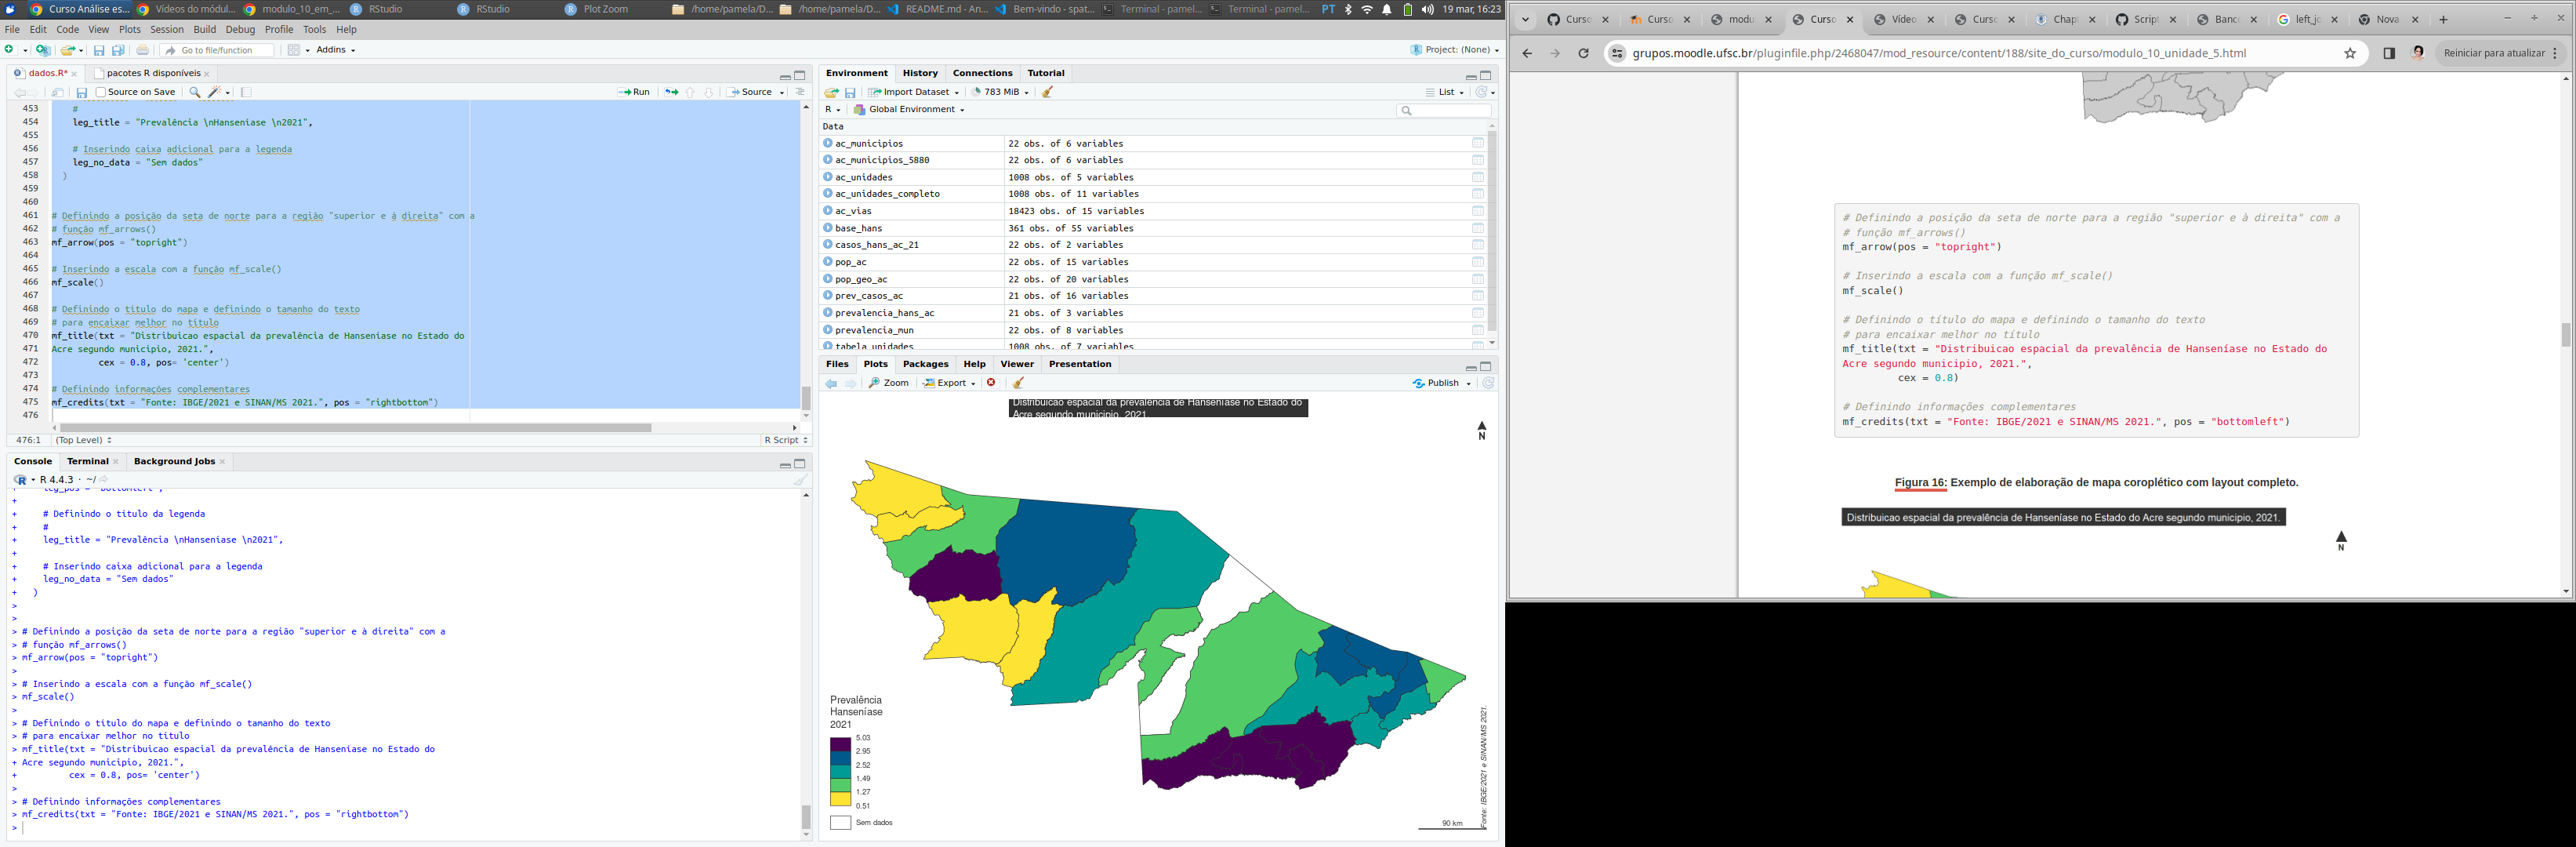 Curso Análise es...
Vídeos do módul...
modulo_10_em_...
RStudio
RStudio
Plot Zoom
/home/pamela/D...
/home/pamela/D...
README.md - An...
Bem-vindo - spat...
Terminal - pamel...
Terminal - pamel...
PT
19 mar, 16:23
File Edit Code View Plots Session Build Debug Profile Tools Help
Go to file/function
Addins
Project: (None)
dados.R*
pacotes R disponíveis
Source on Save
Run
Source
453 #
454 leg_title = "Prevalência \nHanseníase \n2021",
455
456 # Inserindo caixa adicional para a legenda
457 leg_no_data = "Sem dados"
458 )
459
460
461 # Definindo a posição da seta de norte para a região "superior e à direita" com a
462 # função mf_arrows()
463 mf_arrow(pos = "topright")
464
465 # Inserindo a escala com a função mf_scale()
466 mf_scale()
467
468 # Definindo o título do mapa e definindo o tamanho do texto
469 # para encaixar melhor no título
470 mf_title(txt = "Distribuicao espacial da prevalência de Hanseníase no Estado do
471 Acre segundo municipio, 2021.",
472 cex = 0.8, pos= 'center')
473
474 # Definindo informações complementares
475 mf_credits(txt = "Fonte: IBGE/2021 e SINAN/MS 2021.", pos = "rightbottom")
476
476:1 (Top Level)
R Script
Console Terminal Background Jobs
R 4.4.3 · ~/
+ leg_pos = "bottomleft",
+
+ # Definindo o título da legenda
+ #
+ leg_title = "Prevalência \nHanseníase \n2021",
+
+ # Inserindo caixa adicional para a legenda
+ leg_no_data = "Sem dados"
+ )
>
>
> # Definindo a posição da seta de norte para a região "superior e à direita" com a
> # função mf_arrows()
> mf_arrow(pos = "topright")
>
> # Inserindo a escala com a função mf_scale()
> mf_scale()
>
> # Definindo o título do mapa e definindo o tamanho do texto
> # para encaixar melhor no título
> mf_title(txt = "Distribuicao espacial da prevalência de Hanseníase no Estado do
+ Acre segundo municipio, 2021.",
+ cex = 0.8, pos= 'center')
>
> # Definindo informações complementares
> mf_credits(txt = "Fonte: IBGE/2021 e SINAN/MS 2021.", pos = "rightbottom")
>
Environment History Connections Tutorial
Import Dataset
783 MiB
List
R
Global Environment
Data
ac_municipios 22 obs. of 6 variables
ac_municipios_5880 22 obs. of 6 variables
ac_unidades 1008 obs. of 5 variables
ac_unidades_completo 1008 obs. of 11 variables
ac_vias 18423 obs. of 15 variables
base_hans 361 obs. of 55 variables
casos_hans_ac_21 22 obs. of 2 variables
pop_ac 22 obs. of 15 variables
pop_geo_ac 22 obs. of 20 variables
prev_casos_ac 21 obs. of 16 variables
prevalencia_hans_ac 21 obs. of 3 variables
prevalencia_mun 22 obs. of 8 variables
tabela_unidades 1008 obs. of 7 variables
Files Plots Packages Help Viewer Presentation
Zoom Export
Publish
Distribuicao espacial da prevalência de Hanseníase no Estado do
Acre segundo municipio, 2021.
N
Prevalência
Hanseníase
2021
5.03
2.95
2.52
1.49
1.27
0.51
Sem dados
90 km
Fonte: IBGE/2021 e SINAN/MS 2021.
Curso
Curso
modu
Curso
Vídeo
Curso
Chapt
Script
Banco
left_jo
Nova
grupos.moodle.ufsc.br/pluginfile.php/2468047/mod_resource/content/188/site_do_curso/modulo_10_unidade_5.html
Reiniciar para atualizar
# Definindo a posição da seta de norte para a região "superior e à direita" com a
# função mf_arrows()
mf_arrow(pos = "topright")
# Inserindo a escala com a função mf_scale()
mf_scale()
# Definindo o título do mapa e definindo o tamanho do texto
# para encaixar melhor no título
mf_title(txt = "Distribuicao espacial da prevalência de Hanseníase no Estado do
Acre segundo municipio, 2021.",
cex = 0.8)
# Definindo informações complementares
mf_credits(txt = "Fonte: IBGE/2021 e SINAN/MS 2021.", pos = "bottomleft")
Figura 16: Exemplo de elaboração de mapa coroplético com layout completo.
Distribuicao espacial da prevalência de Hanseníase no Estado do Acre segundo municipio, 2021.
N